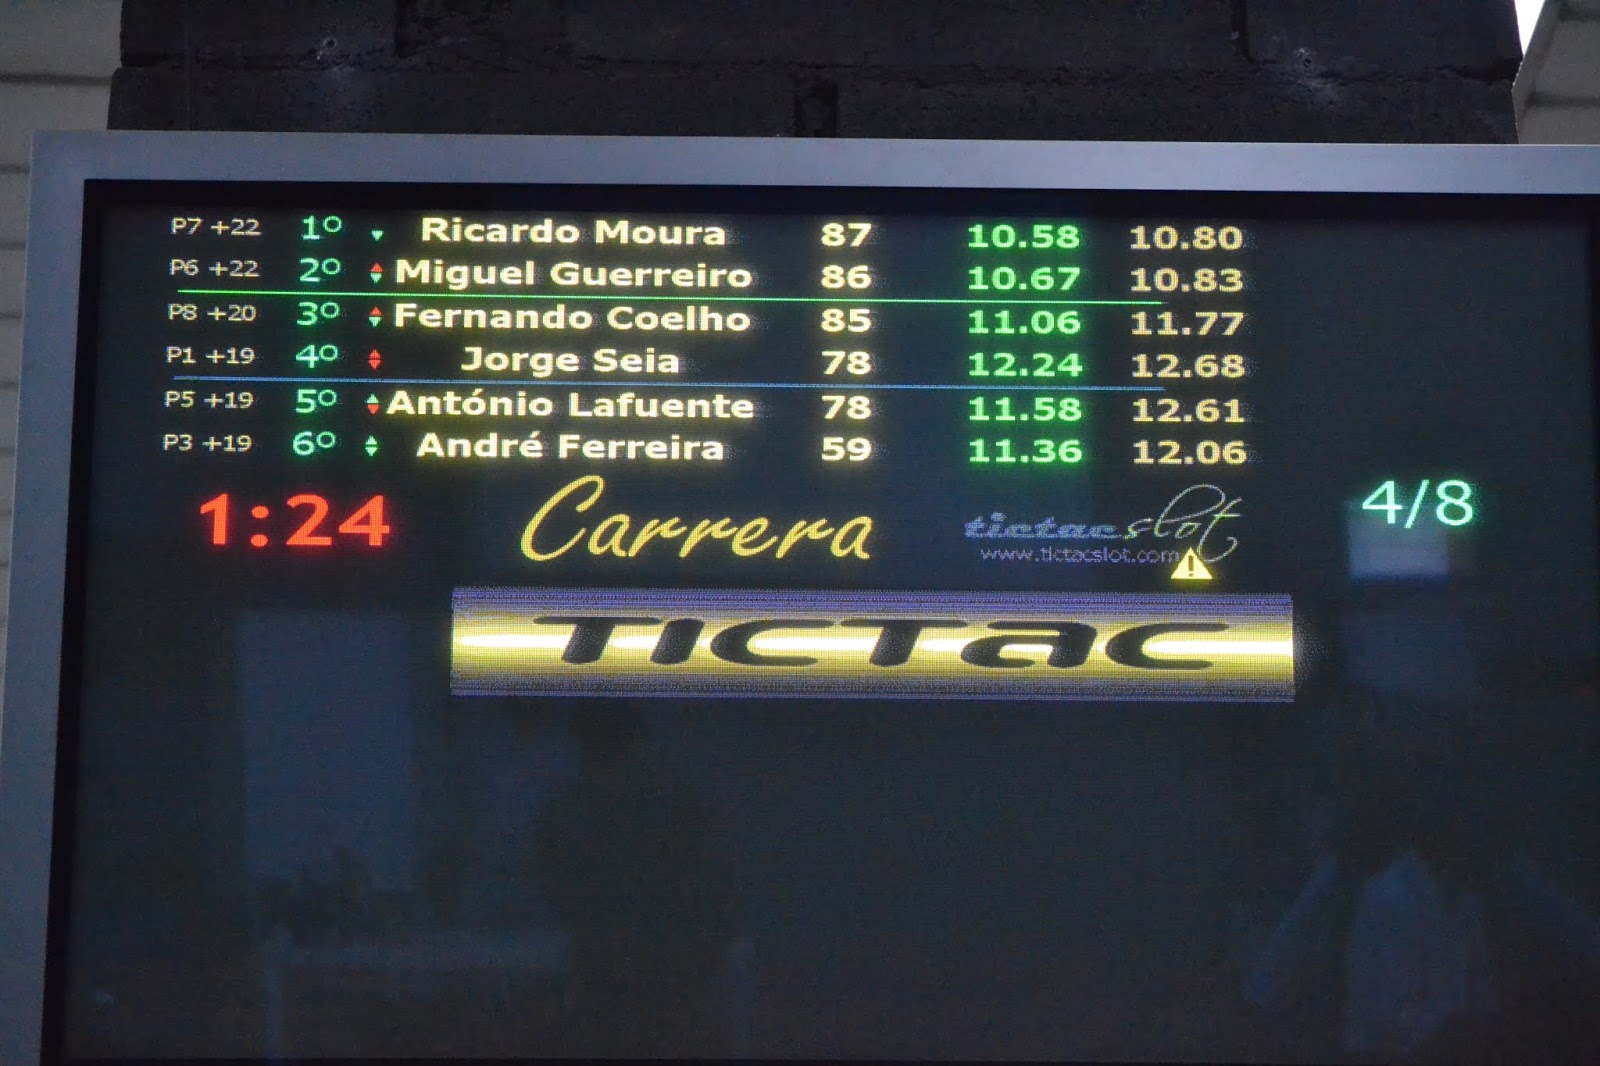 P7 +22 1º Ricardo Moura 87 10.58 10.80
P6 +22 2º Miguel Guerreiro 86 10.67 10.83
P8 +20 3º Fernando Coelho 85 11.06 11.77
P1 +19 4º Jorge Seia 78 12.24 12.68
P5 +19 5º António Lafuente 78 11.58 12.61
P3 +19 6º André Ferreira 59 11.36 12.06
1:24 Carrera tictacslot 4/8
www.tictacslot.com
TICTAC